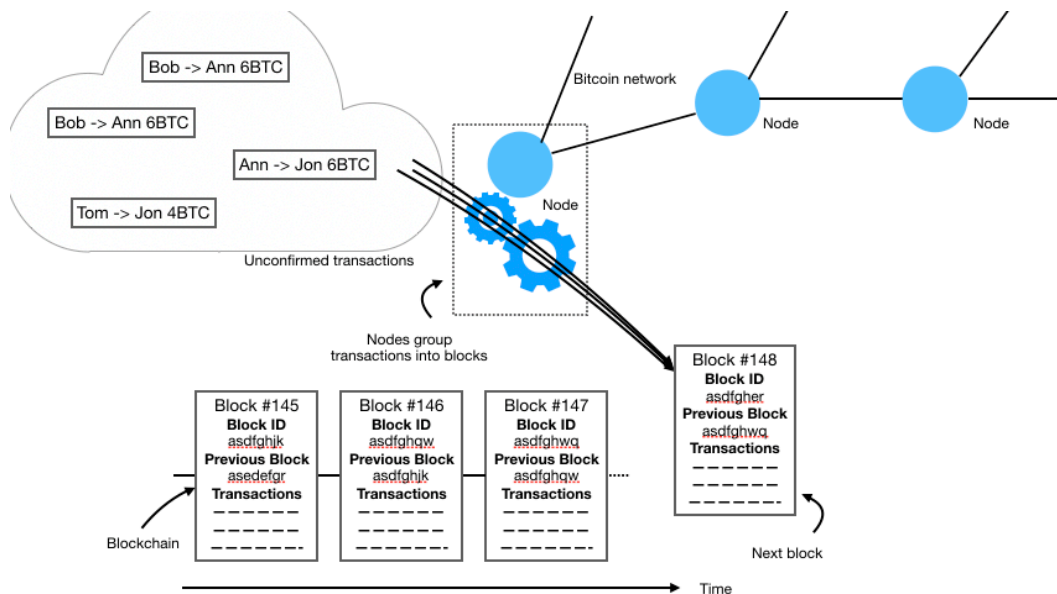 Bob -> Ann 6BTC
Bob -> Ann 6BTC
Ann -> Jon 6BTC
Tom -> Jon 4BTC
Unconfirmed transactions
Bitcoin network
Node
Node
Node
Nodes group
transactions into blocks
Block #145
Block ID
asdfghjk
Previous Block
asedefgr
Transactions
Block #146
Block ID
asdfghqw
Previous Block
asdfghjk
Transactions
Block #147
Block ID
asdfghwq
Previous Block
asdfghqw
Transactions
Block #148
Block ID
asdfgher
Previous Block
asdfghwq
Transactions
Blockchain
Next block
Time